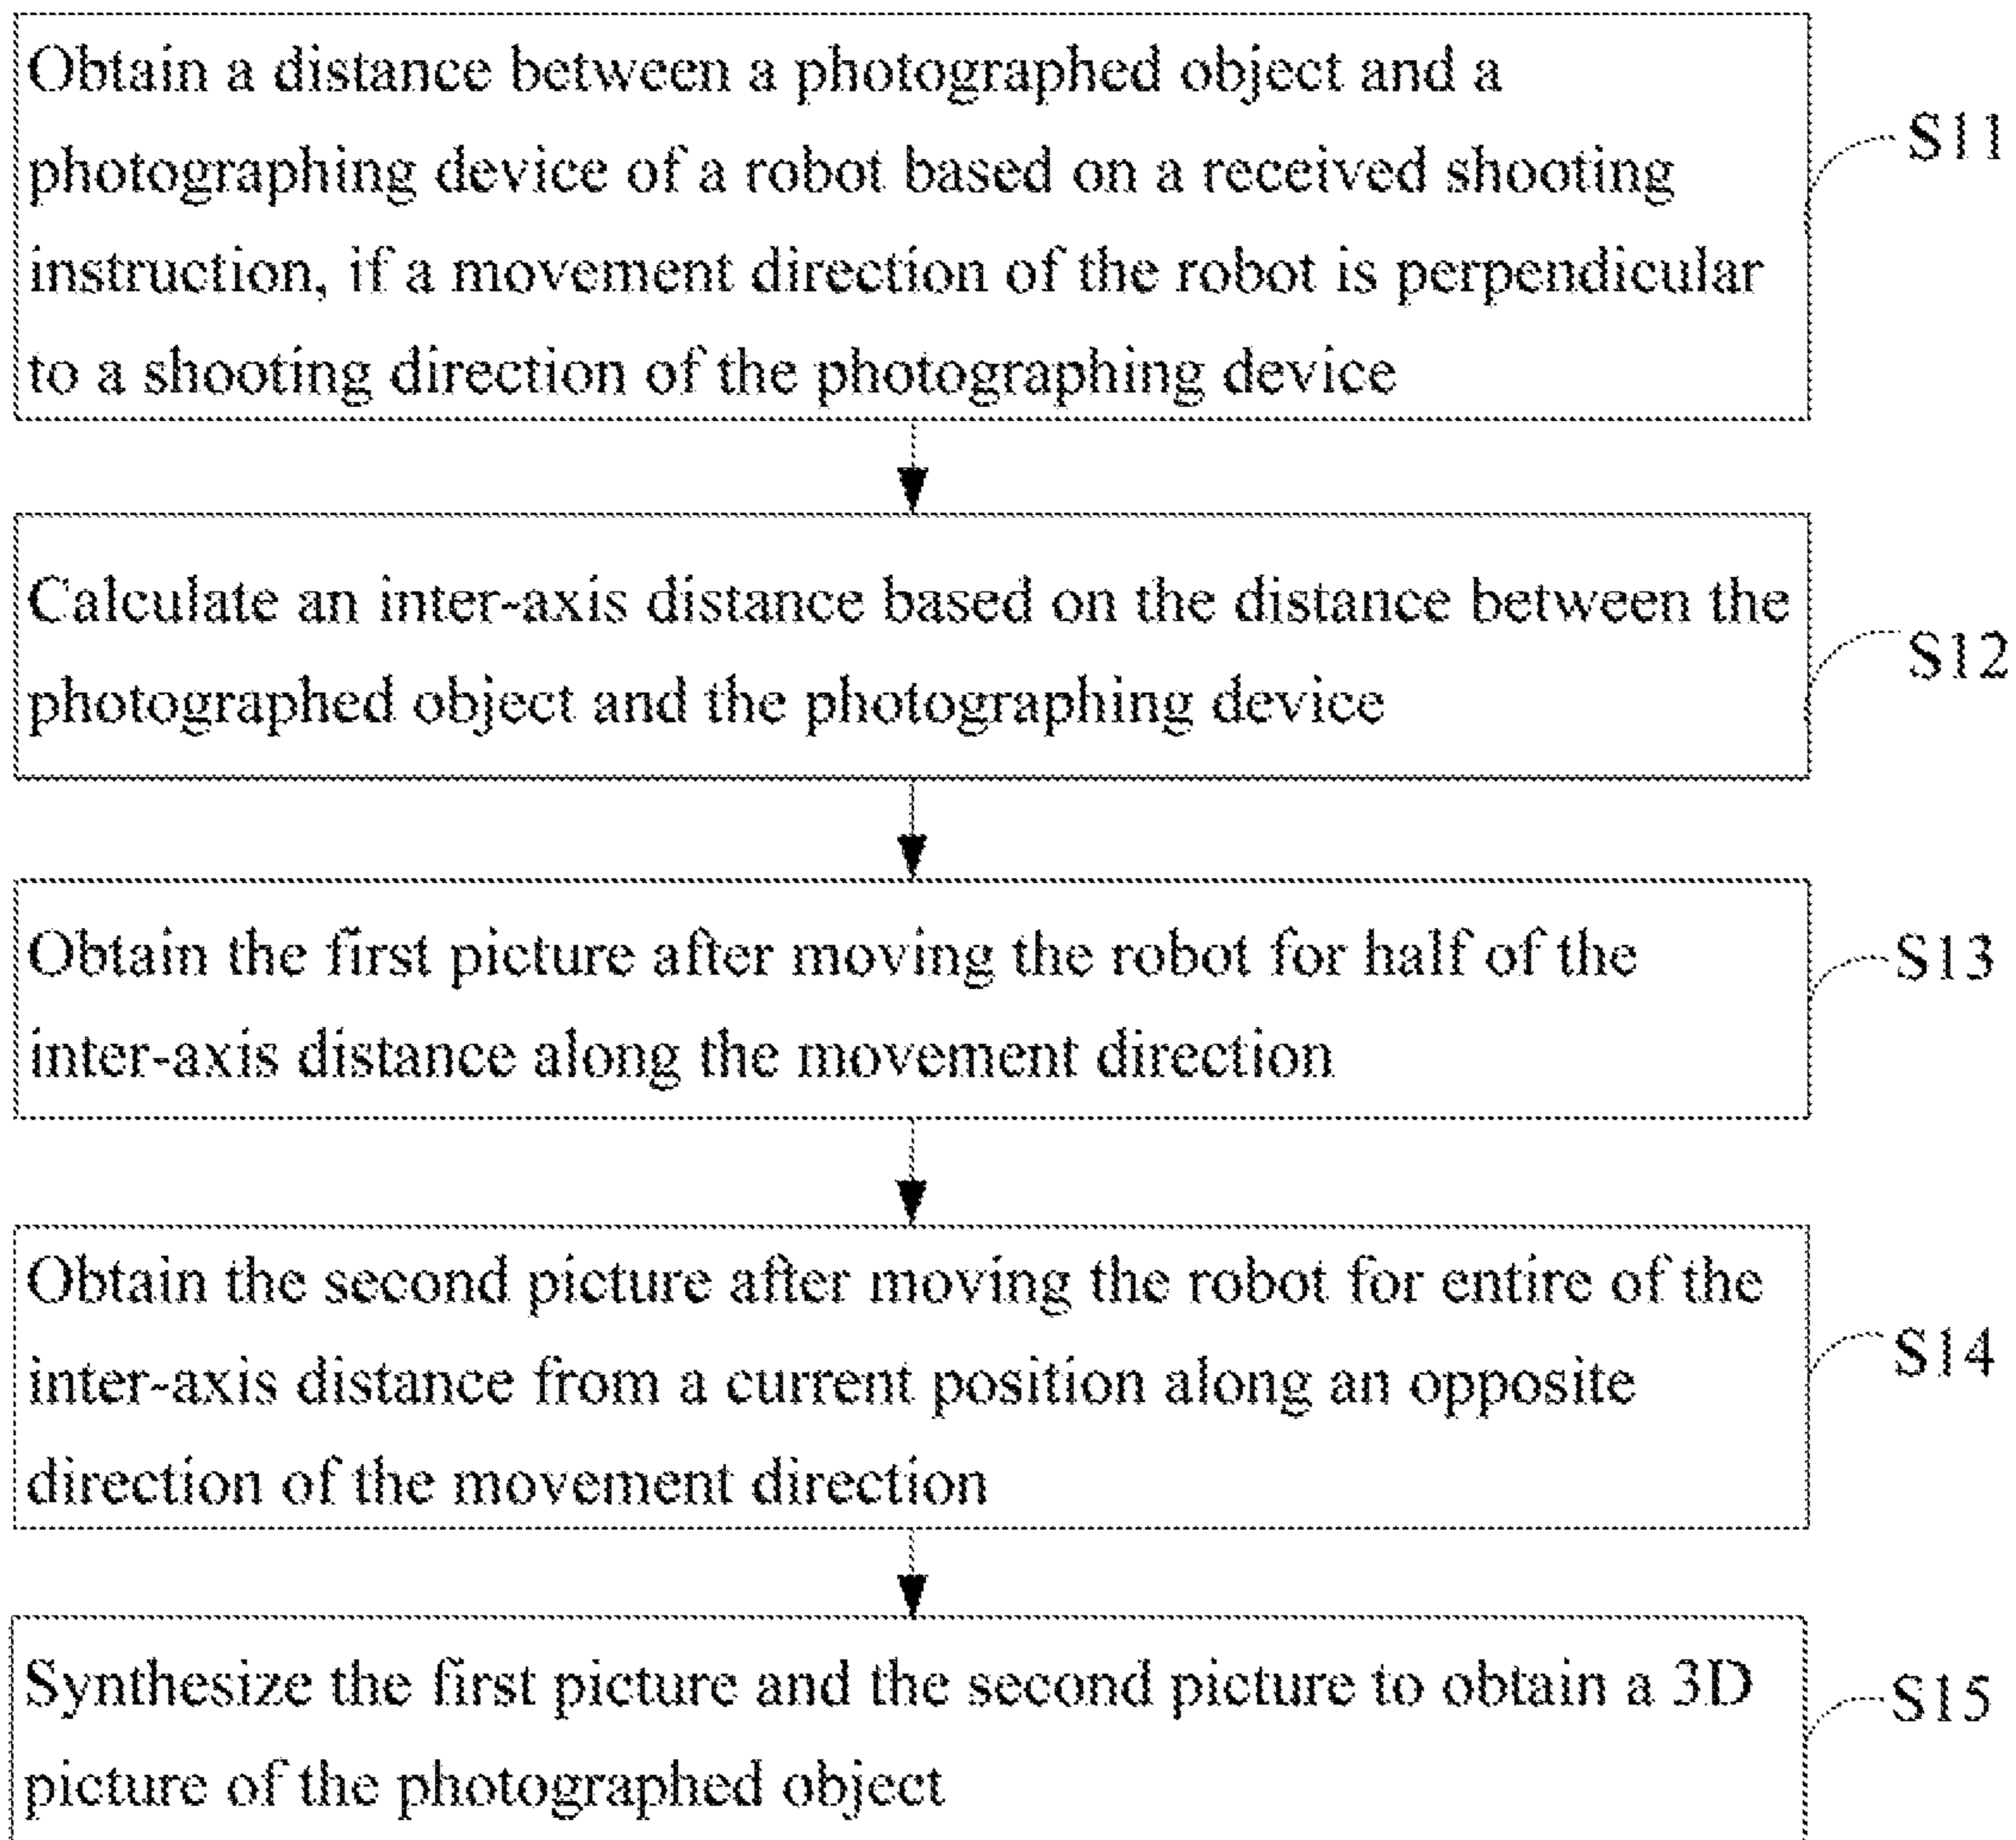 Obtain a distance between a photographed object and a
photographing device of a robot based on a received shooting
instruction, if a movement direction of the robot is perpendicular
to a shooting direction of the photographing device
S11
Calculate an inter-axis distance based on the distance between the
photographed object and the photographing device
S12
Obtain the first picture after moving the robot for half of the
inter-axis distance along the movement direction
S13
Obtain the second picture after moving the robot for entire of the
inter-axis distance from a current position along an opposite
direction of the movement direction
S14
Synthesize the first picture and the second picture to obtain a 3D
picture of the photographed object
S15